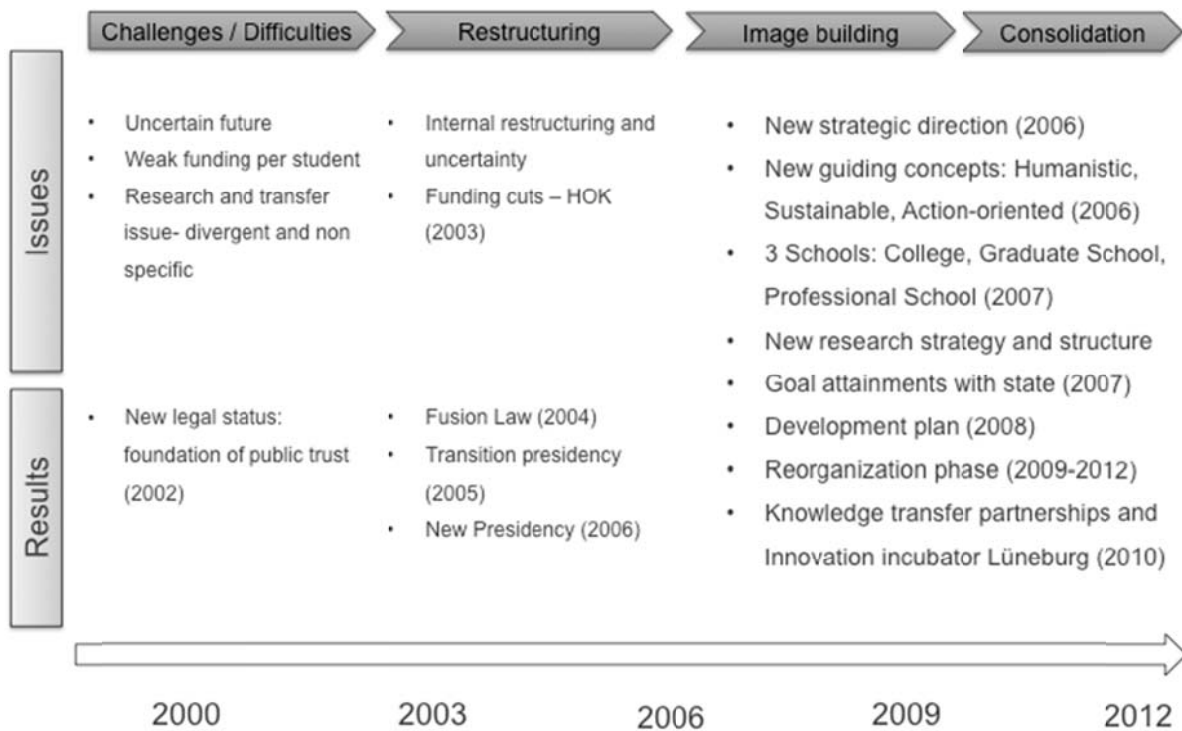 Challenges / Difficulties
Restructuring
Image building
Consolidation
Issues
• Uncertain future
• Weak funding per student
• Research and transfer
issue- divergent and non
specific
• Internal restructuring and
uncertainty
• Funding cuts – HOK
(2003)
• New strategic direction (2006)
• New guiding concepts: Humanistic,
Sustainable, Action-oriented (2006)
• 3 Schools: College, Graduate School,
Professional School (2007)
• New research strategy and structure
• Goal attainments with state (2007)
• Development plan (2008)
• Reorganization phase (2009-2012)
• Knowledge transfer partnerships and
Innovation incubator Lüneburg (2010)
Results
• New legal status:
foundation of public trust
(2002)
• Fusion Law (2004)
• Transition presidency
(2005)
• New Presidency (2006)
2000
2003
2006
2009
2012